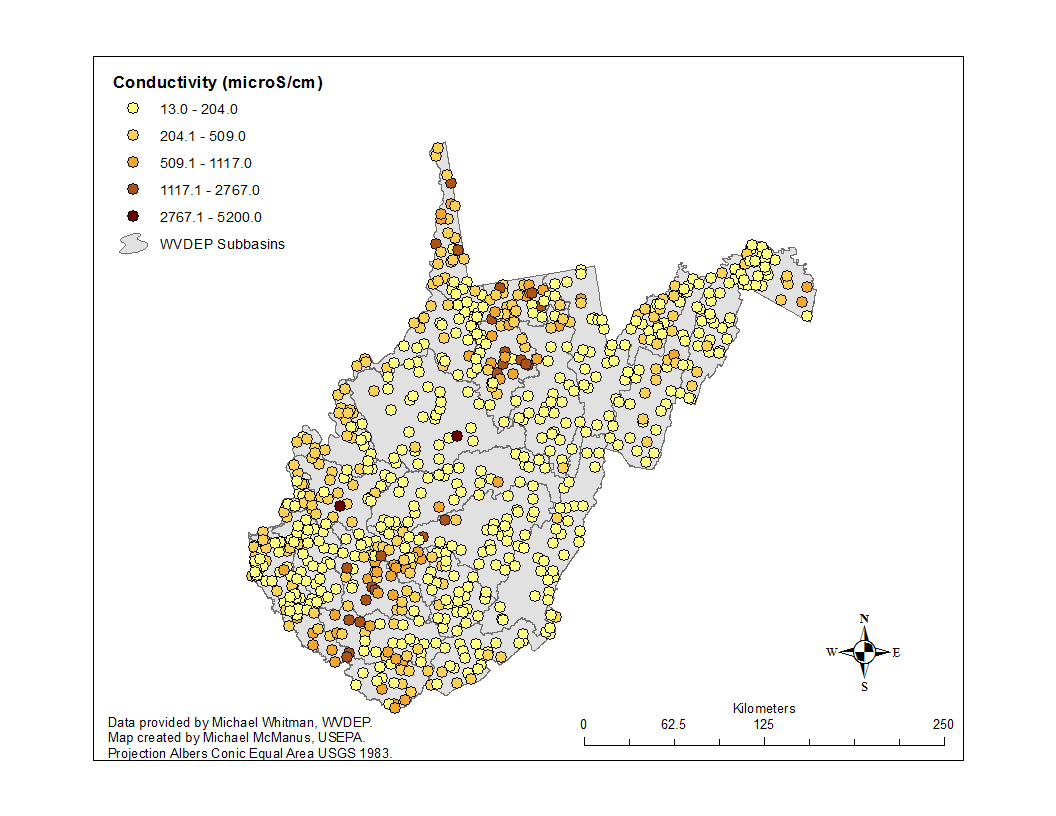 Conductivity (microS/cm)
13.0 - 204.0
204.1 - 509.0
509.1 - 1117.0
1117.1 - 2767.0
2767.1 - 5200.0
WVDEP Subbasins
N
W E
S
Kilometers
0 62.5 125 250
Data provided by Michael Whitman, WVDEP.
Map created by Michael McManus, USEPA.
Projection Albers Conic Equal Area USGS 1983.